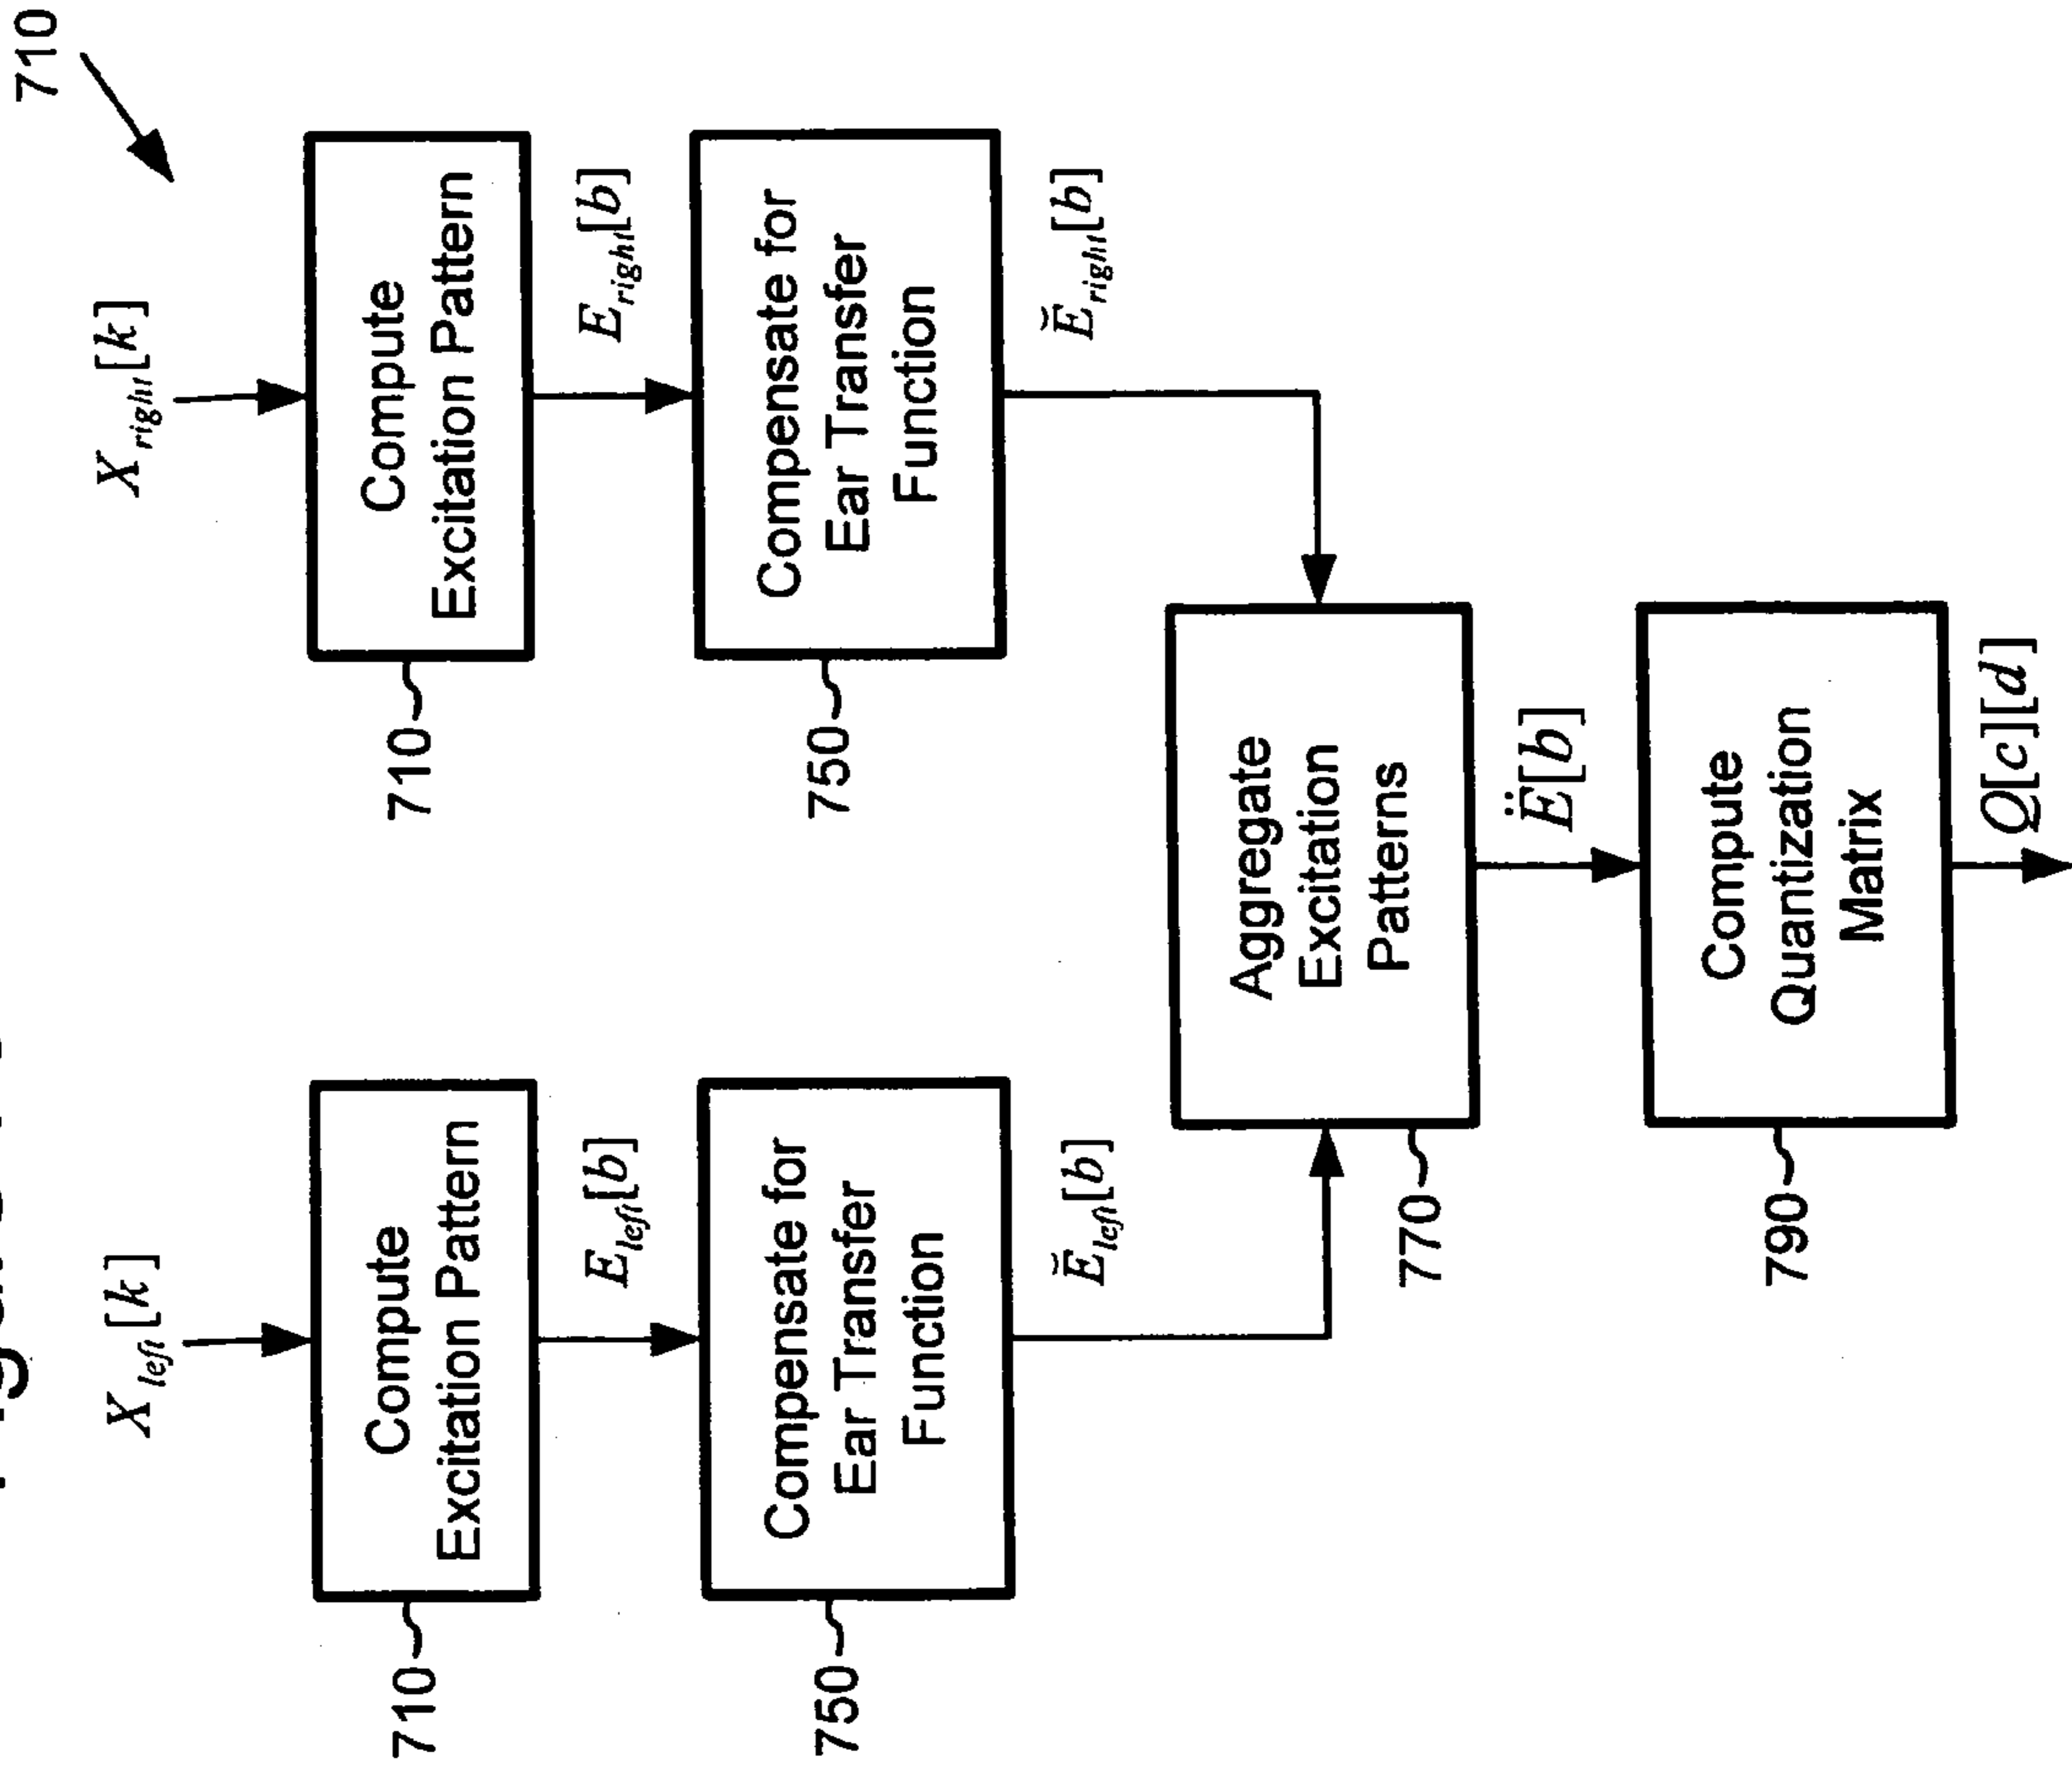 710
X_left [k]
X_right [k]
Compute
Excitation Pattern
710
Compute
Excitation Pattern
710
E_left[b]
E_right[b]
Compensate for
Ear Transfer
Function
750
Compensate for
Ear Transfer
Function
750
Ĕ_left[b]
Ĕ_right[b]
Aggregate
Excitation
Patterns
770
Ë[b]
Compute
Quantization
Matrix
790
Q[c][d]